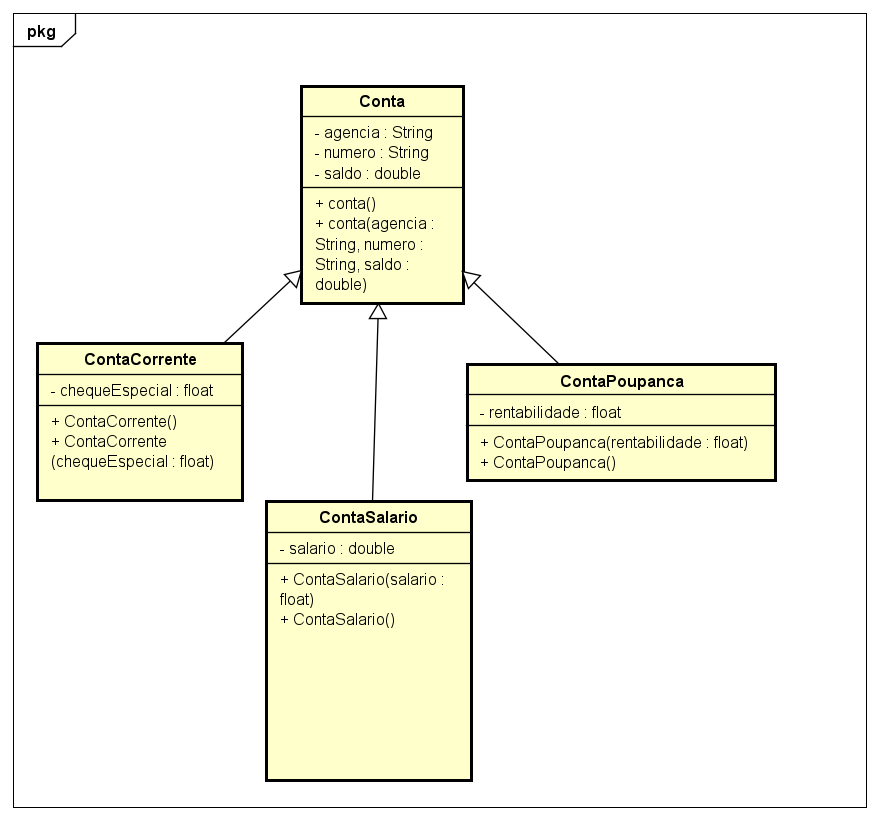 pkg
Conta
- agencia : String
- numero : String
- saldo : double
+ conta()
+ conta(agencia :
String, numero :
String, saldo :
double)
ContaCorrente
- chequeEspecial : float
+ ContaCorrente()
+ ContaCorrente
(chequeEspecial : float)
ContaPoupanca
- rentabilidade : float
+ ContaPoupanca(rentabilidade : float)
+ ContaPoupanca()
ContaSalario
- salario : double
+ ContaSalario(salario :
float)
+ ContaSalario()